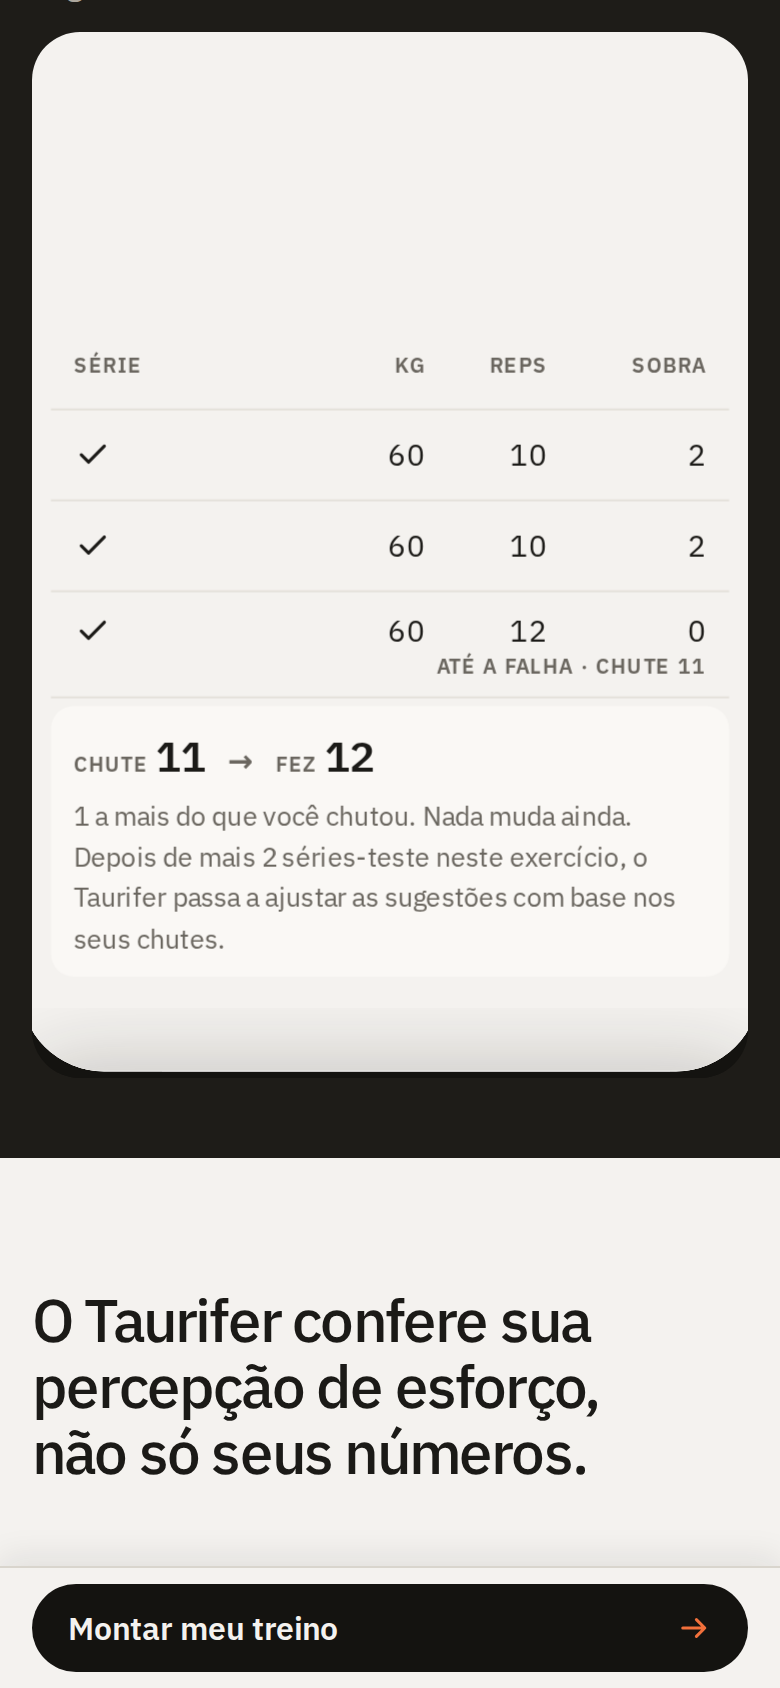 SÉRIE KG REPS SOBRA
60 10 2
60 10 2
60 12 0
ATÉ A FALHA · CHUTE 11
CHUTE 11 → FEZ 12
1 a mais do que você chutou. Nada muda ainda.
Depois de mais 2 séries-teste neste exercício, o
Taurifer passa a ajustar as sugestões com base nos
seus chutes.
O Taurifer confere sua
percepção de esforço,
não só seus números.
Montar meu treino →